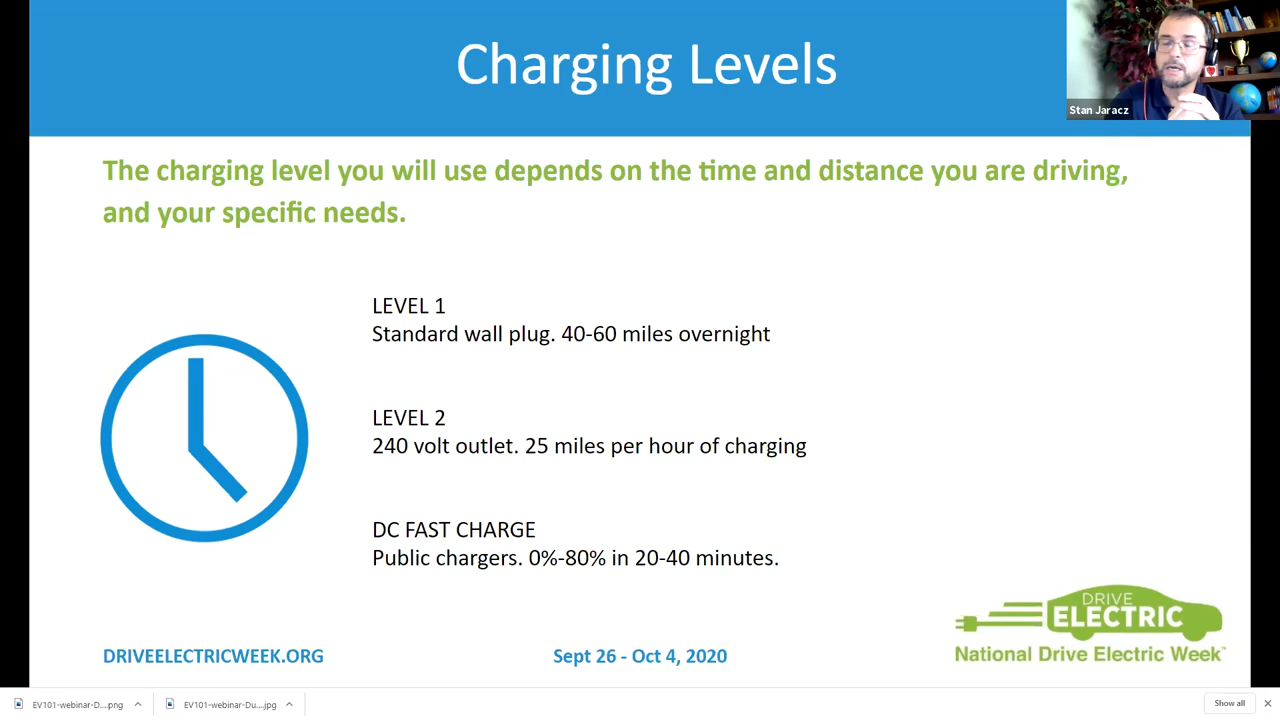 Charging Levels
Stan Jaracz
The charging level you will use depends on the time and distance you are driving,
and your specific needs.
LEVEL 1
Standard wall plug. 40-60 miles overnight
LEVEL 2
240 volt outlet. 25 miles per hour of charging
DC FAST CHARGE
Public chargers. 0%-80% in 20-40 minutes.
DRIVE
ELECTRIC
National Drive Electric Week™
DRIVEELECTRICWEEK.ORG
Sept 26 - Oct 4, 2020
EV101-webinar-D....png
EV101-webinar-Du....jpg
Show all